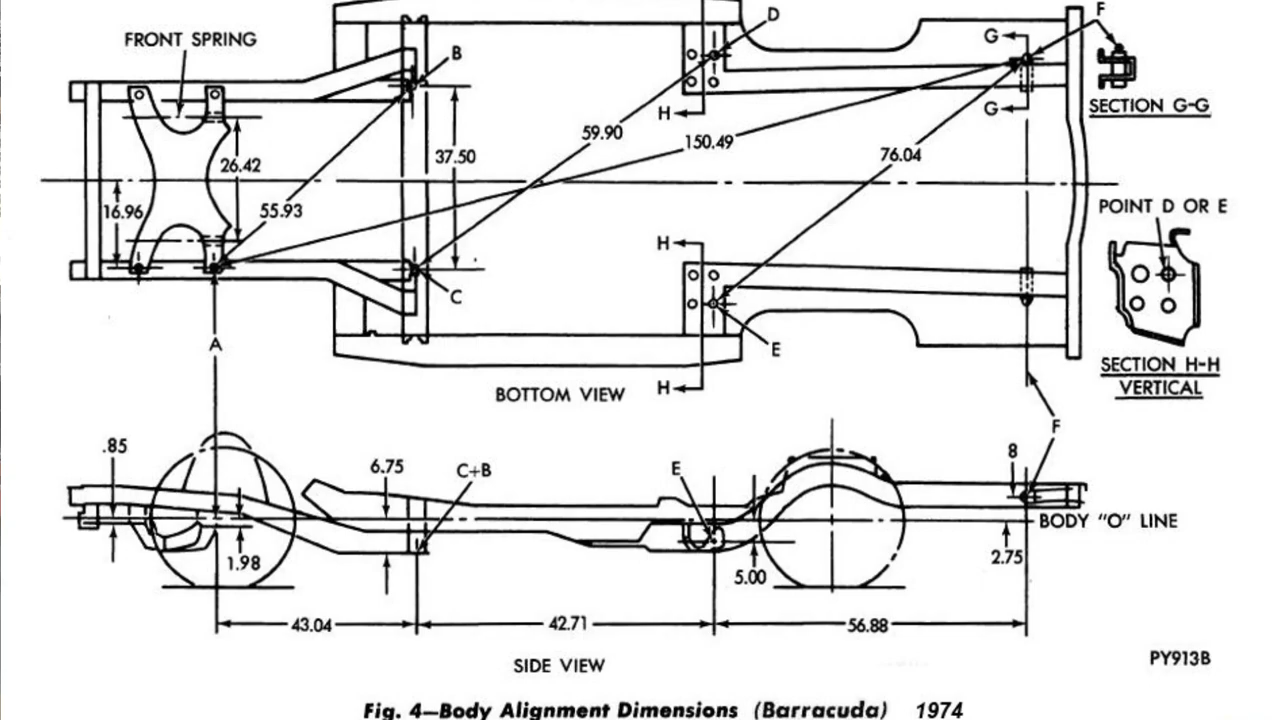 FRONT SPRING
B
D
G
F
G
SECTION G-G
H
59.90
150.49
76.04
37.50
26.42
16.96
55.93
POINT D OR E
H
C
A
E
SECTION H-H
VERTICAL
BOTTOM VIEW
H
F
.85
6.75
C+B
E
8
BODY "O" LINE
1.98
5.00
2.75
43.04
42.71
56.88
SIDE VIEW
PY913B
Fig. 4—Body Alignment Dimensions (Barracuda) 1974